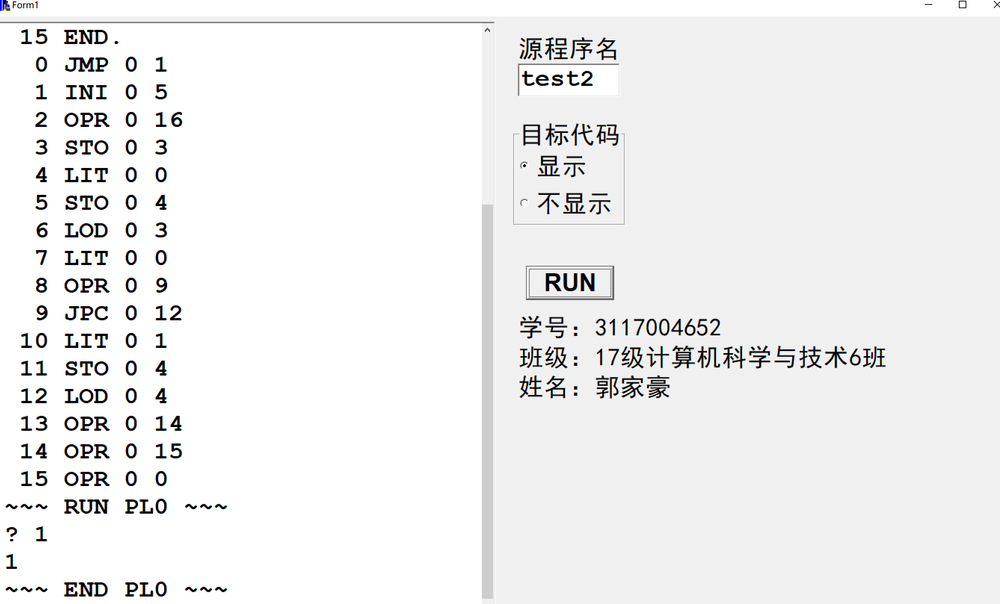 Form1
15 END.
0 JMP 0 1
1 INI 0 5
2 OPR 0 16
3 STO 0 3
4 LIT 0 0
5 STO 0 4
6 LOD 0 3
7 LIT 0 0
8 OPR 0 9
9 JPC 0 12
10 LIT 0 1
11 STO 0 4
12 LOD 0 4
13 OPR 0 14
14 OPR 0 15
15 OPR 0 0
~~~ RUN PL0 ~~~
? 1
1
~~~ END PL0 ~~~
源程序名
test2
目标代码
显示
不显示
RUN
学号：3117004652
班级：17级计算机科学与技术6班
姓名：郭家豪